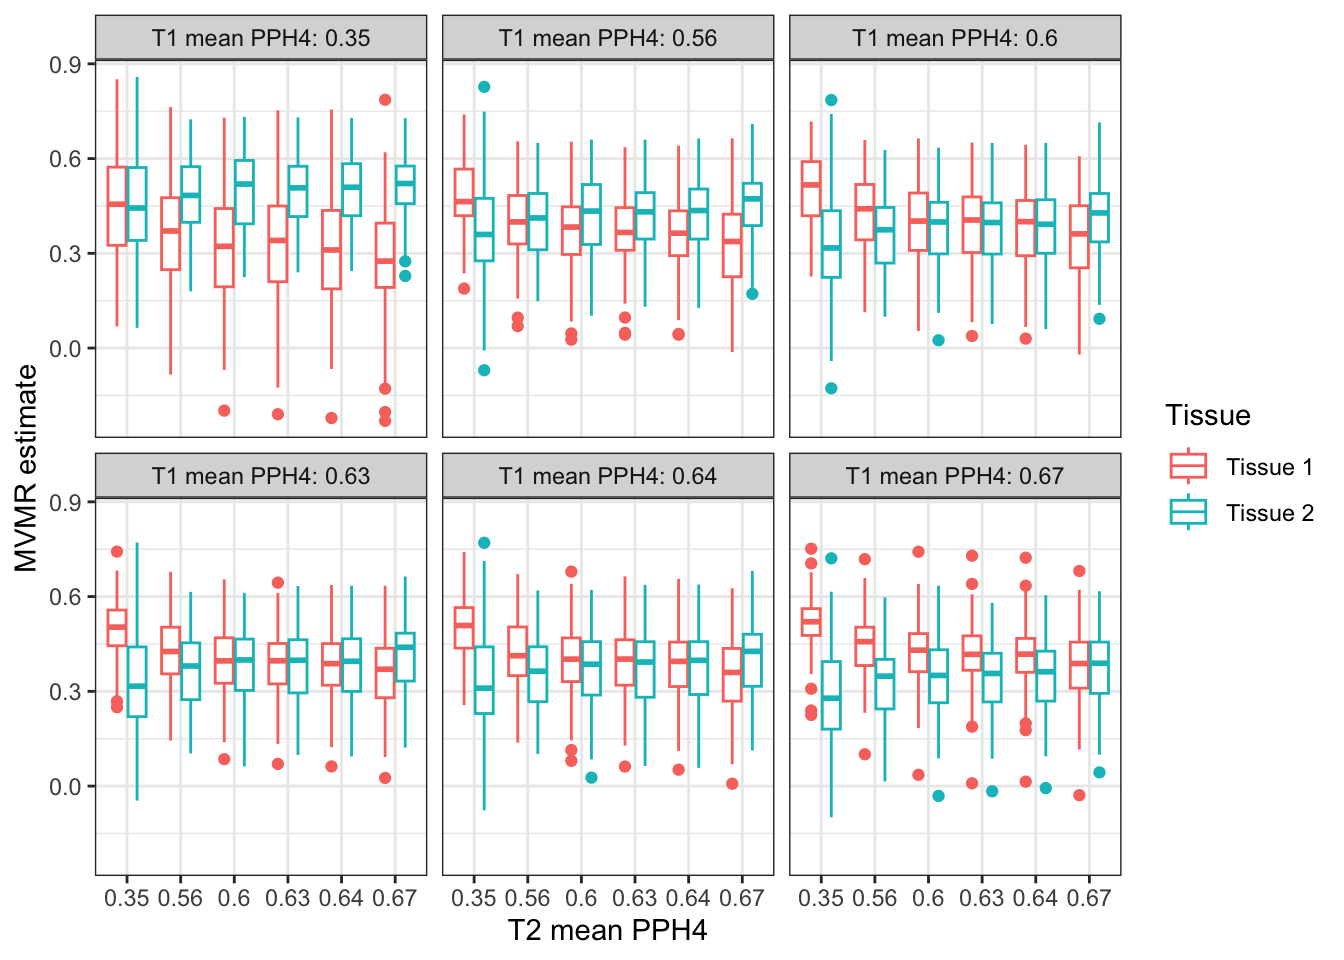 T1 mean PPH4: 0.35
T1 mean PPH4: 0.56
T1 mean PPH4: 0.6
0.9
0.6
0.3
0.0
MVMR estimate
T1 mean PPH4: 0.63
T1 mean PPH4: 0.64
T1 mean PPH4: 0.67
0.9
0.6
0.3
0.0
0.35 0.56 0.6 0.63 0.64 0.67
0.35 0.56 0.6 0.63 0.64 0.67
0.35 0.56 0.6 0.63 0.64 0.67
T2 mean PPH4
Tissue
Tissue 1
Tissue 2